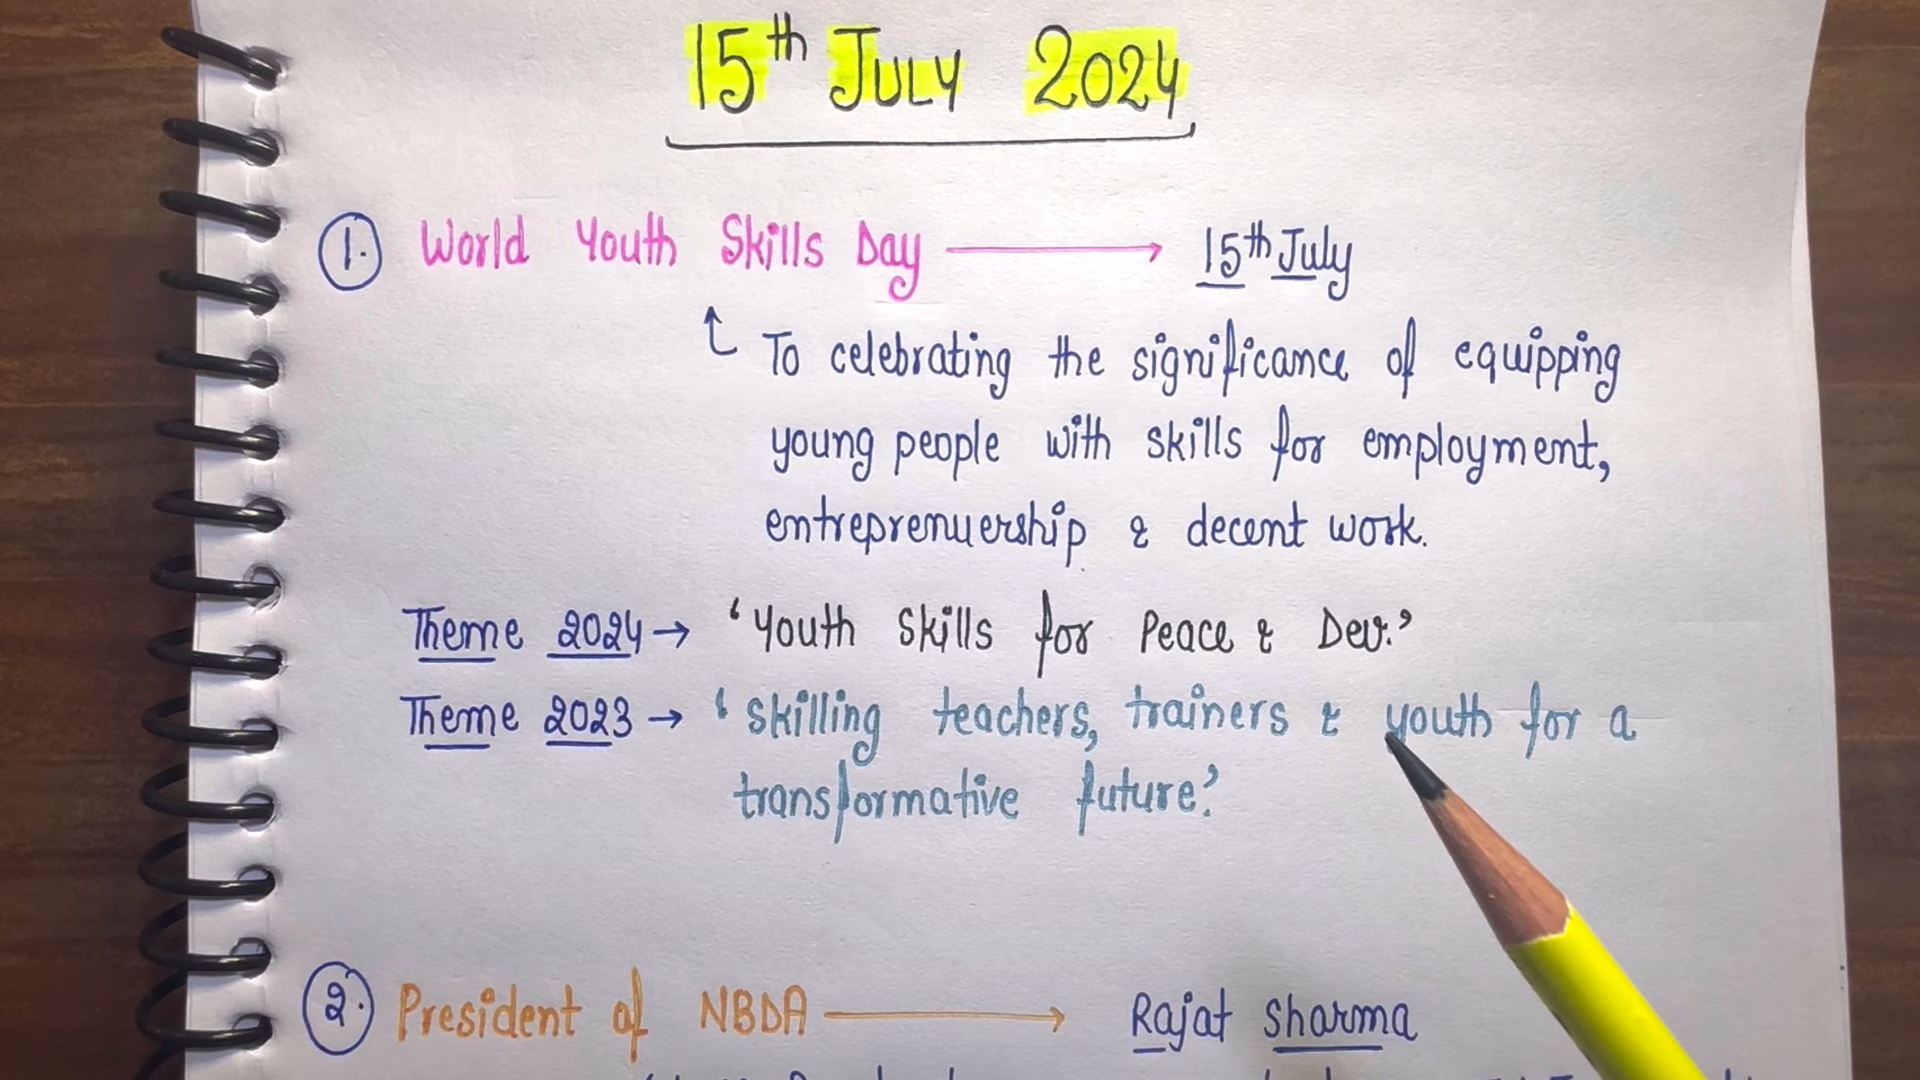 15th July 2024
1. World Youth Skills Day → 15th July
To celebrating the significance of equipping
young people with skills for employment,
entreprenuership & decent work.
Theme 2024 → 'Youth Skills for Peace & Dev.'
Theme 2023 → 'Skilling teachers, trainers & youth for a
transformative future.'
2. President of NBDA → Rajat Sharma